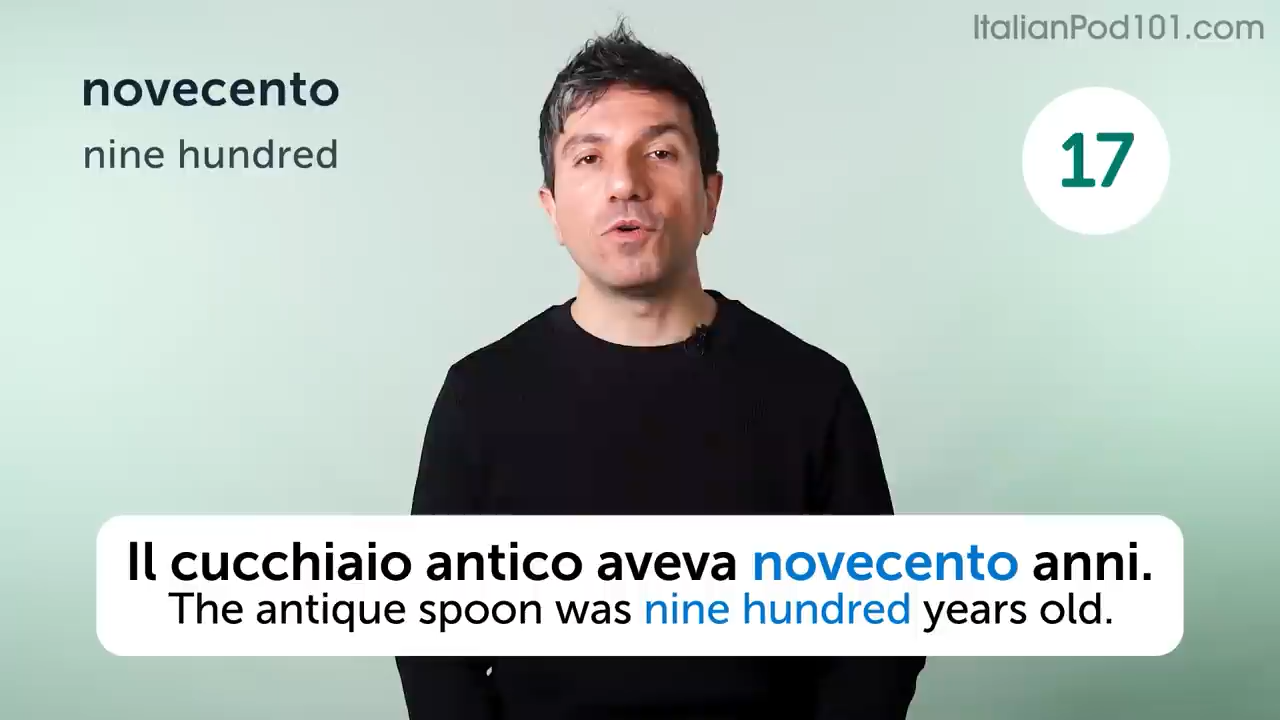 ItalianPod101.com
novecento
nine hundred
17
Il cucchiaio antico aveva novecento anni.
The antique spoon was nine hundred years old.